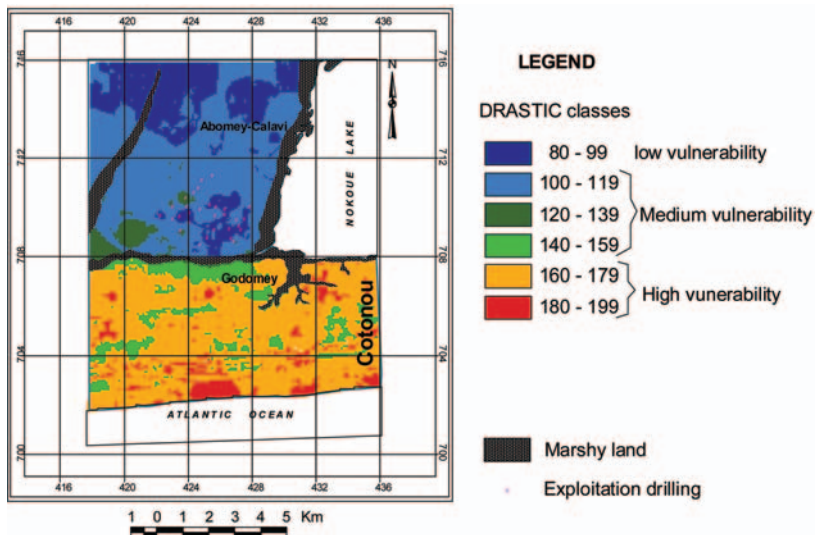 416 420 424 428 432 436
716 716
N
LEGEND
DRASTIC classes
Abomey-Calavi
80 - 99 low vulnerability
712 712
100 - 119
120 - 139 Medium vulnerability
140 - 159
NOKOUE LAKE
708 708
Godomey
160 - 179
180 - 199 High vunerability
Cotonou
704 704
ATLANTIC OCEAN
700 700
Marshy land
416 420 424 428 432 436
Exploitation drilling
1 0 1 2 3 4 5 Km